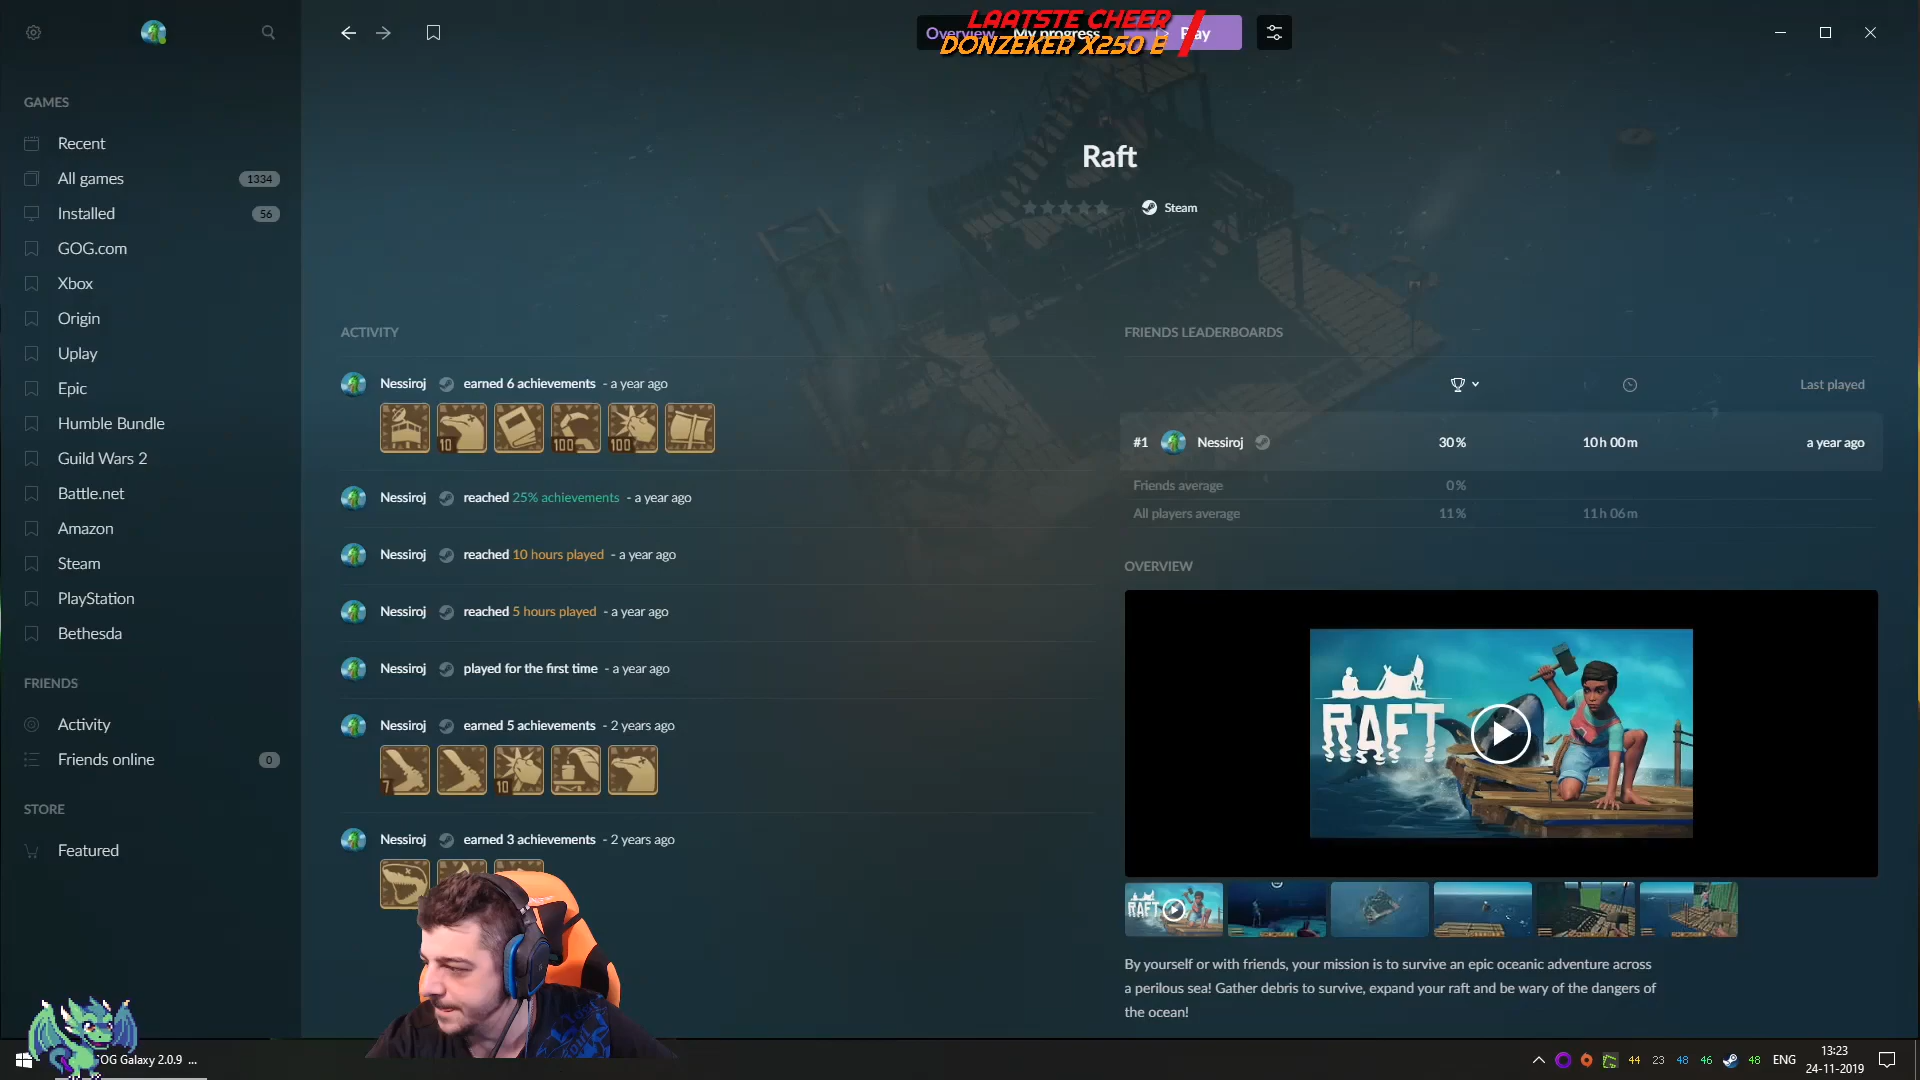 LAATSTE CHEER
DONZEKER X250 E
Overview
My progress
Play
GAMES
Recent
All games 1334
Installed 56
GOG.com
Xbox
Origin
Uplay
Epic
Humble Bundle
Guild Wars 2
Battle.net
Amazon
Steam
PlayStation
Bethesda
FRIENDS
Activity
Friends online 0
STORE
Featured
Raft
Steam
ACTIVITY
Nessiroj earned 6 achievements - a year ago
10 100 100
Nessiroj reached 25% achievements - a year ago
Nessiroj reached 10 hours played - a year ago
Nessiroj reached 5 hours played - a year ago
Nessiroj played for the first time - a year ago
Nessiroj earned 5 achievements - 2 years ago
7 10
Nessiroj earned 3 achievements - 2 years ago
FRIENDS LEADERBOARDS
Last played
#1 Nessiroj 30% 10h 00m a year ago
Friends average 0%
All players average 11% 11h 06m
OVERVIEW
RAFT
RAFT
By yourself or with friends, your mission is to survive an epic oceanic adventure across
a perilous sea! Gather debris to survive, expand your raft and be wary of the dangers of
the ocean!
OG Galaxy 2.0.9 ...
44 23 48 46 48 ENG
13:23
24-11-2019